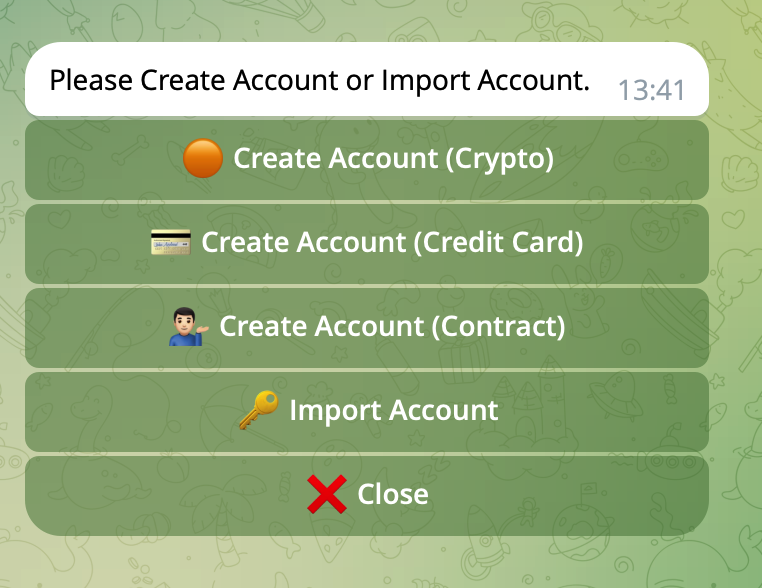 Please Create Account or Import Account.
13:41
Create Account (Crypto)
Create Account (Credit Card)
Create Account (Contract)
Import Account
Close